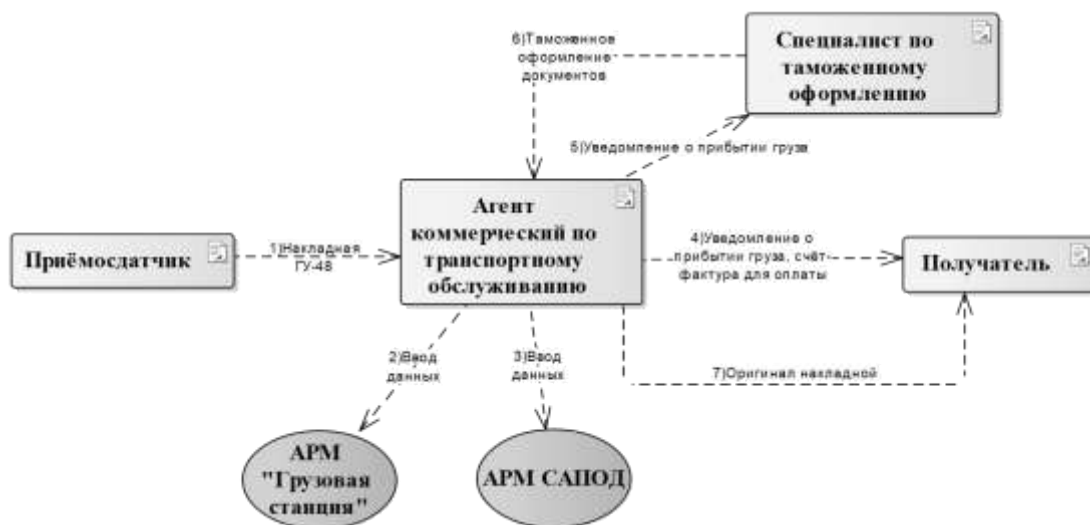 6)Таможенное
оформление
документов
Специалист по
таможенному
оформлению
5)Уведомление о прибытии груза
Приёмосдатчик
1)Накладная
ГУ-48
Агент
коммерческий по
транспортному
обслуживанию
4)Уведомление о
прибытии груза, счёт-
фактура для оплаты
Получатель
2)Ввод
данных
3)Ввод
данных
7)Оригинал накладной
АРМ
"Грузовая
станция"
АРМ САПОД